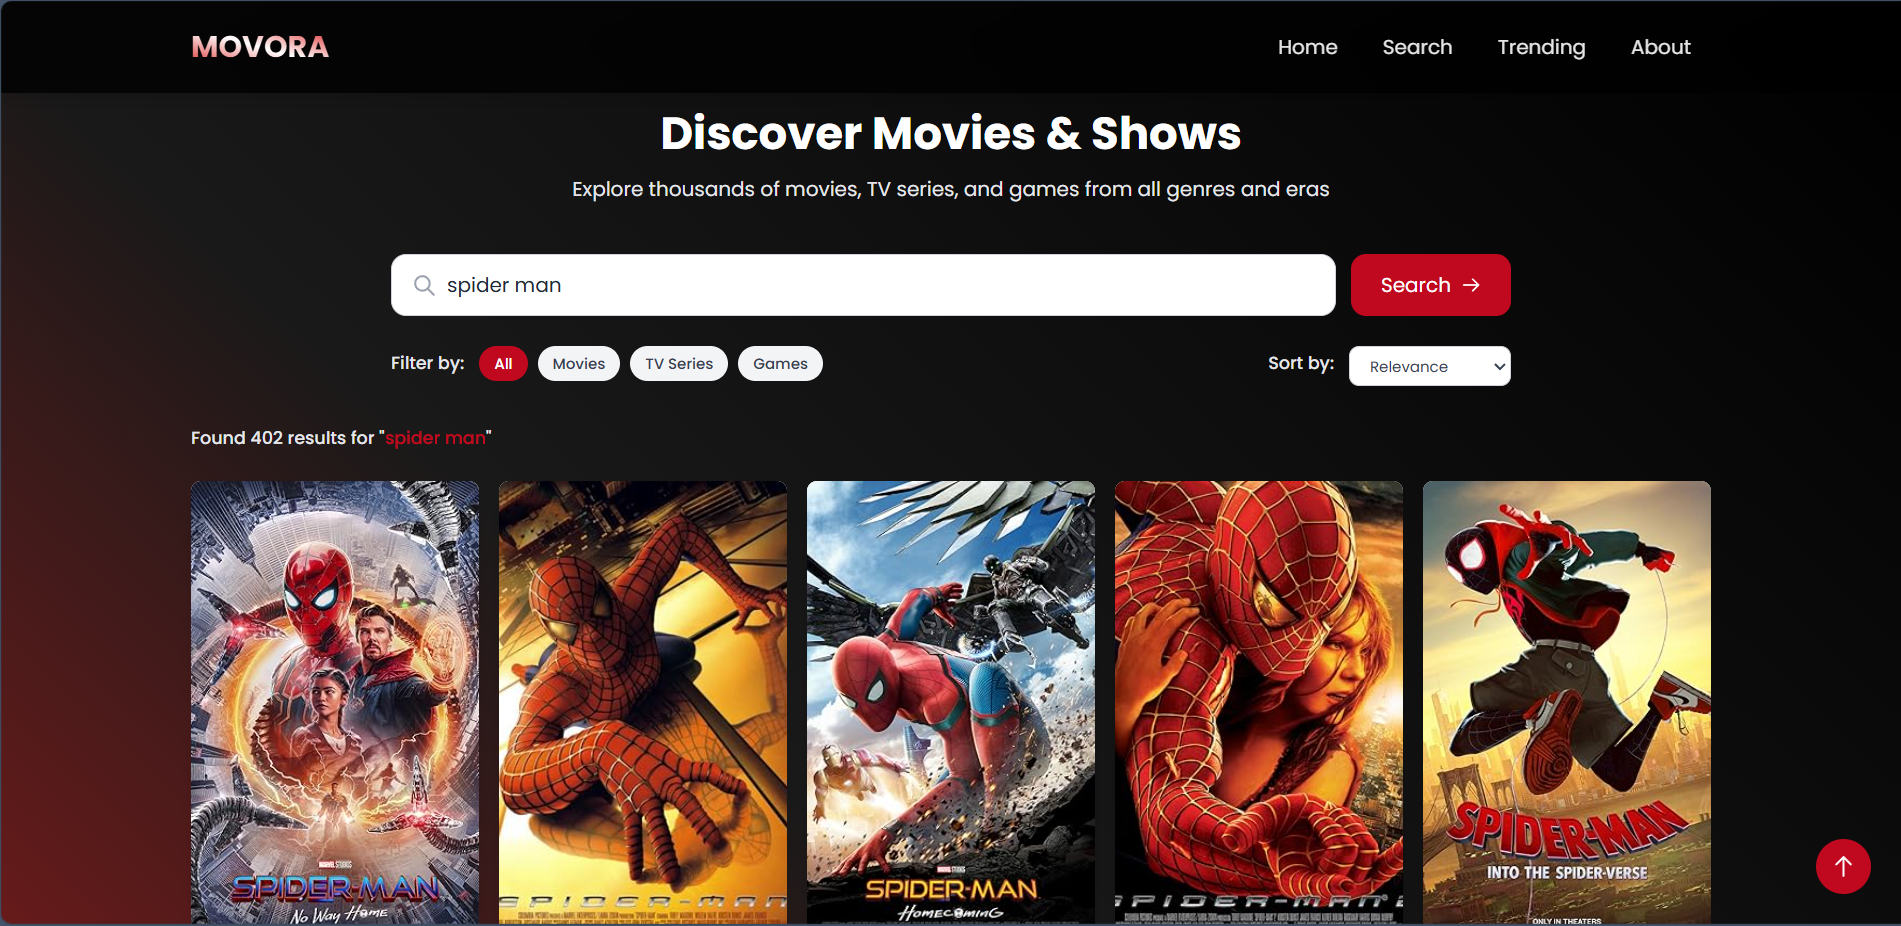 MOVORA
Home Search Trending About
Discover Movies & Shows
Explore thousands of movies, TV series, and games from all genres and eras
spider man
Search
Filter by: All Movies TV Series Games
Sort by: Relevance
Found 402 results for "spider man"
MARVEL STUDIOS
SPIDER-MAN
No Way Home
SPIDER-MAN
MARVEL STUDIOS
SPIDER-MAN
HOMECOMING
SPIDER-MAN
SPIDER-MAN
INTO THE SPIDER-VERSE
ONLY IN THEATERS